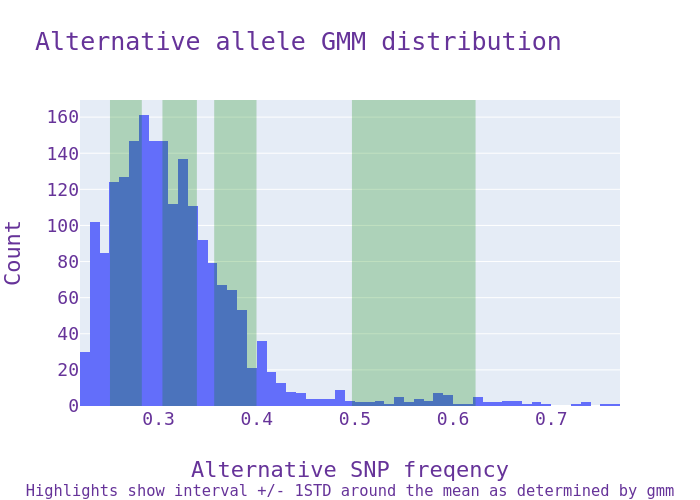 Alternative allele GMM distribution
160
140
120
100
80
60
40
20
0
Count
0.3 0.4 0.5 0.6 0.7
Alternative SNP freqency
Highlights show interval +/- 1STD around the mean as determined by gmm